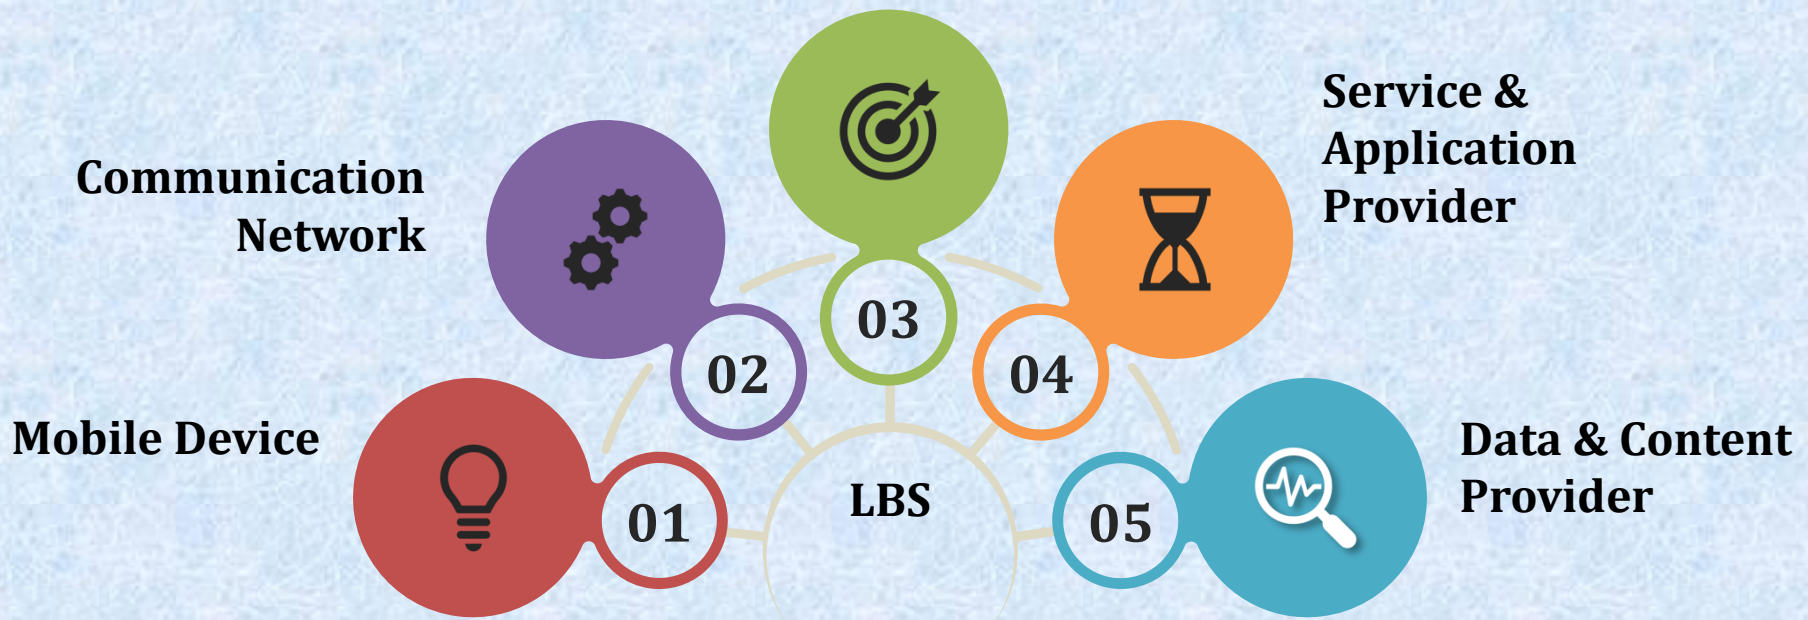 Communication
Network
Service &
Application
Provider
Mobile Device
Data & Content
Provider
LBS
01
02
03
04
05